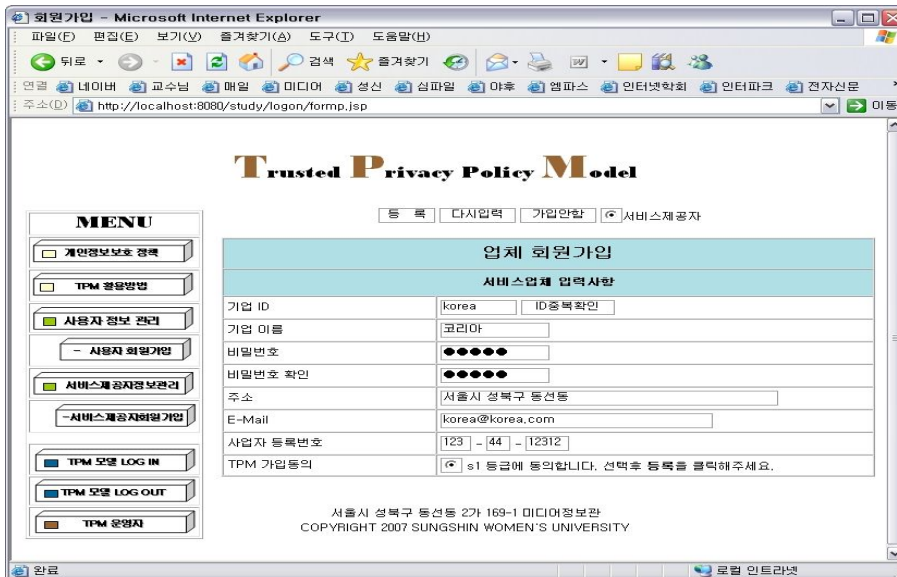 회원가입 - Microsoft Internet Explorer
파일(F) 편집(E) 보기(V) 즐겨찾기(A) 도구(T) 도움말(H)
뒤로 검색 즐겨찾기
연결 네이버 교수님 매일 미디어 성신 심파일 야후 엠파스 인터넷학회 인터파크 전자신문
주소(D) http://localhost:8080/study/logon/formp.jsp 이동
Trusted Privacy Policy Model
등 록 다시입력 가입안함 서비스제공자
MENU
개인정보보호 정책
TPM 활용방법
사용자 정보 관리
- 사용자 회원가입
서비스제공자정보관리
-서비스제공자회원가입
TPM 모델 LOG IN
TPM 모델 LOG OUT
TPM 운영자
업체 회원가입
서비스업체 입력사항
기업 ID korea ID중복확인
기업 이름 코리아
비밀번호 ●●●●●
비밀번호 확인 ●●●●●
주소 서울시 성북구 동선동
E-Mail korea@korea.com
사업자 등록번호 123 - 44 - 12312
TPM 가입동의 s1 등급에 동의합니다. 선택후 등록을 클릭해주세요.
서울시 성북구 동선동 2가 169-1 미디어정보관
COPYRIGHT 2007 SUNGSHIN WOMEN'S UNIVERSITY
완료 로컬 인트라넷